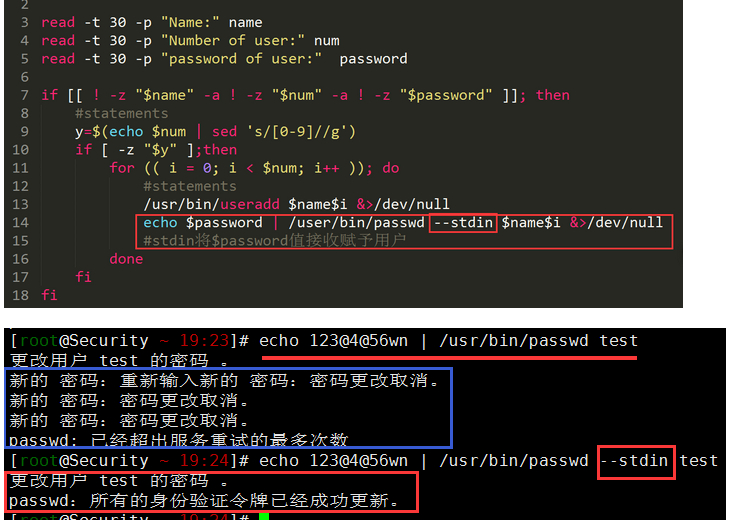 2
3 read -t 30 -p "Name:" name
4 read -t 30 -p "Number of user:" num
5 read -t 30 -p "password of user:"  password
6
7 if [[ ! -z "$name" -a ! -z "$num" -a ! -z "$password" ]]; then
8     #statements
9     y=$(echo $num | sed 's/[0-9]//g')
10     if [ -z "$y" ];then
11         for (( i = 0; i < $num; i++ )); do
12             #statements
13             /usr/bin/useradd $name$i &>/dev/null
14             echo $password | /user/bin/passwd --stdin $name$i &>/dev/null
15             #stdin将$password值接收赋予用户
16         done
17     fi
18 fi
[root@Security ~ 19:23]# echo 123@4@56wn | /usr/bin/passwd test
更改用户 test 的密码 。
新的 密码：重新输入新的 密码：密码更改取消。
新的 密码：密码更改取消。
新的 密码：密码更改取消。
passwd: 已经超出服务重试的最多次数
[root@Security ~ 19:24]# echo 123@4@56wn | /usr/bin/passwd --stdin test
更改用户 test 的密码 。
passwd：所有的身份验证令牌已经成功更新。
[root@Security ~ 19:24]#